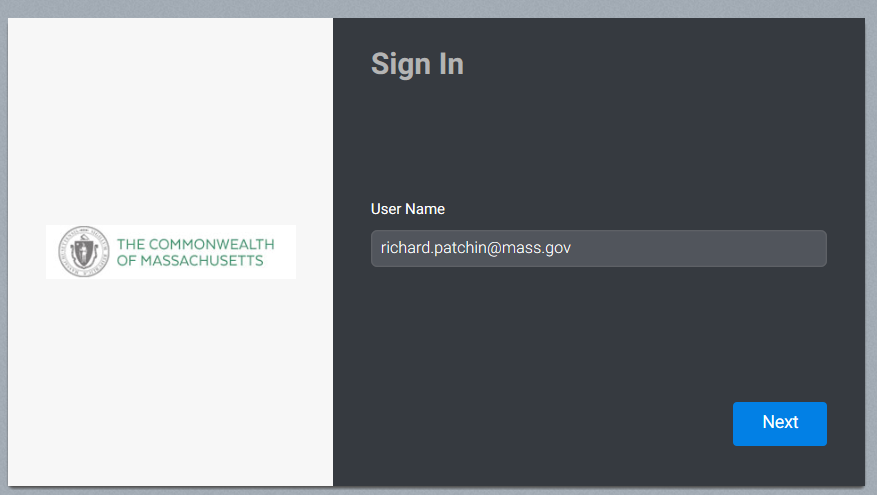 Sign In
User Name
richard.patchin@mass.gov
THE COMMONWEALTH
OF MASSACHUSETTS
Next